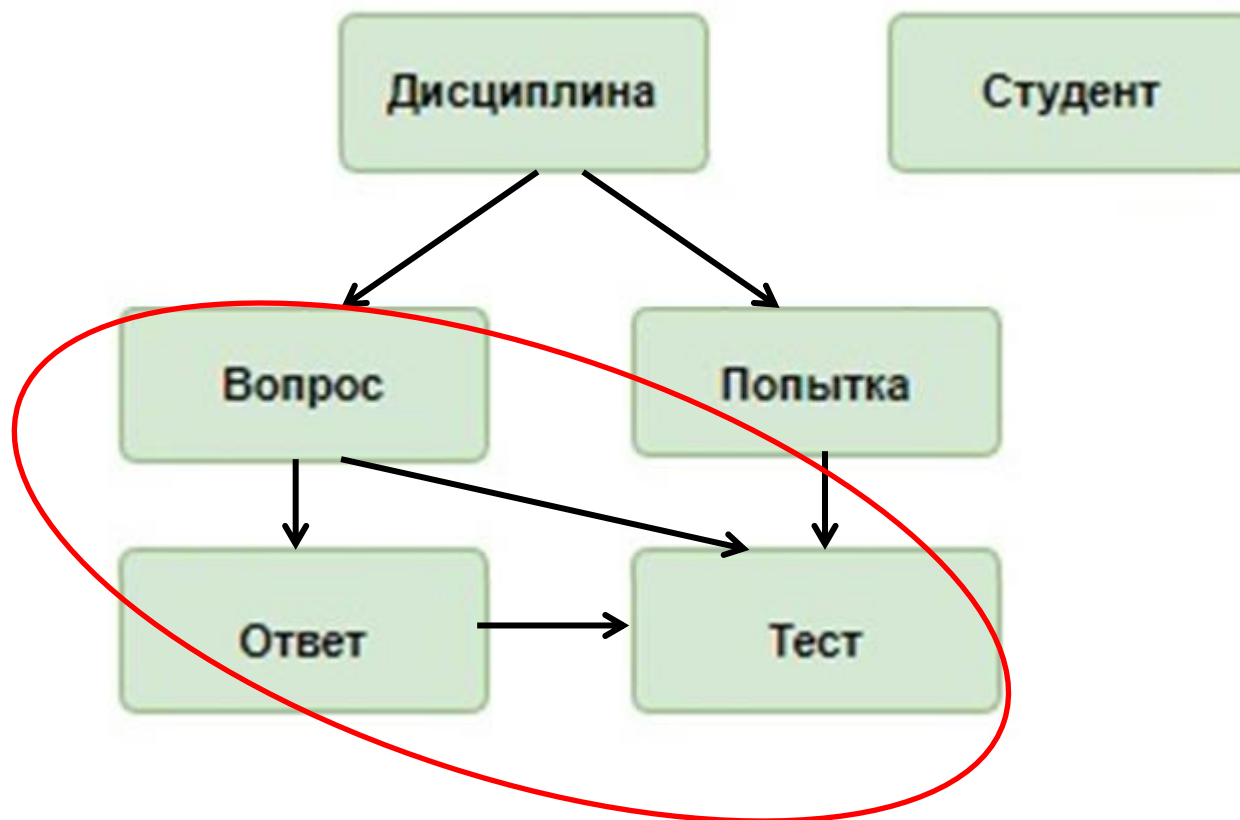 Дисциплина
Студент
Вопрос
Попытка
Ответ
Тест